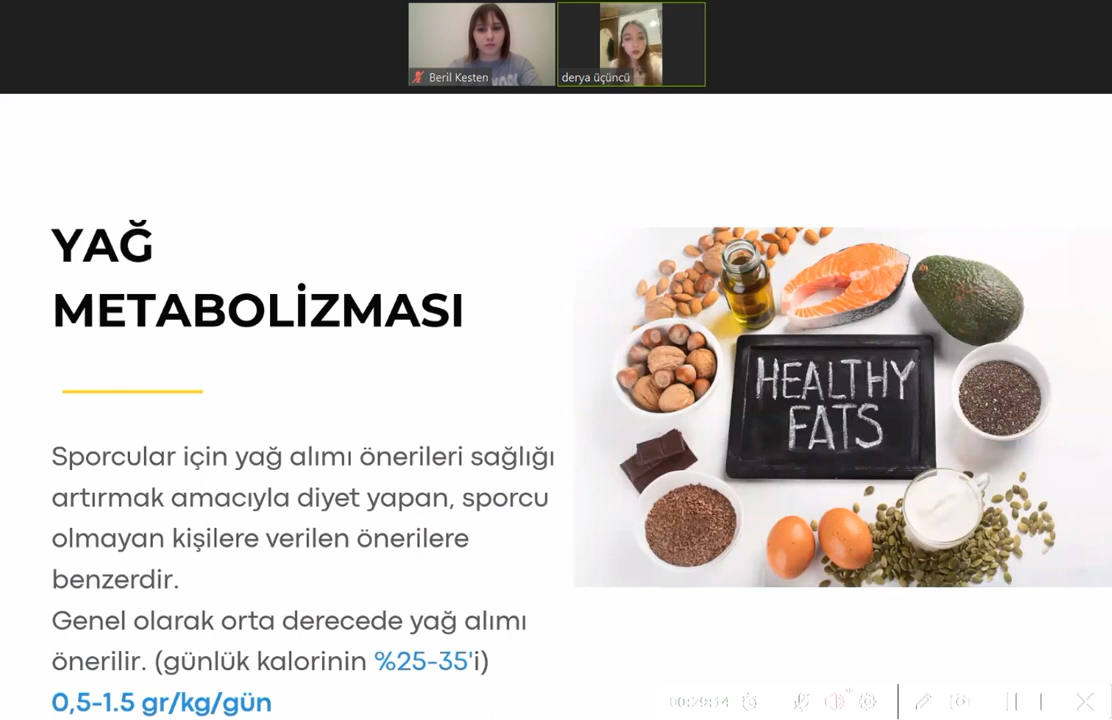 Beril Kesten
derya üçüncü
YAĞ
METABOLİZMASI
Sporcular için yağ alımı önerileri sağlığı
artırmak amacıyla diyet yapan, sporcu
olmayan kişilere verilen önerilere
benzerdir.
Genel olarak orta derecede yağ alımı
önerilir. (günlük kalorinin %25-35'i)
0,5-1.5 gr/kg/gün
HEALTHY
FATS